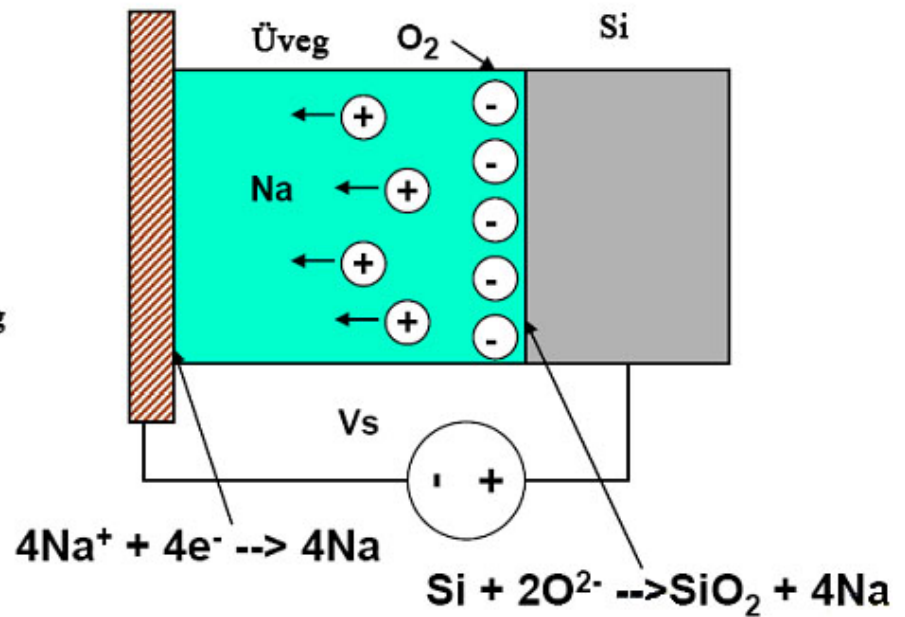 Üveg
O₂
Si
Na
g
Vs
- +
4Na⁺ + 4e⁻ --> 4Na
Si + 2O²⁻ -->SiO₂ + 4Na